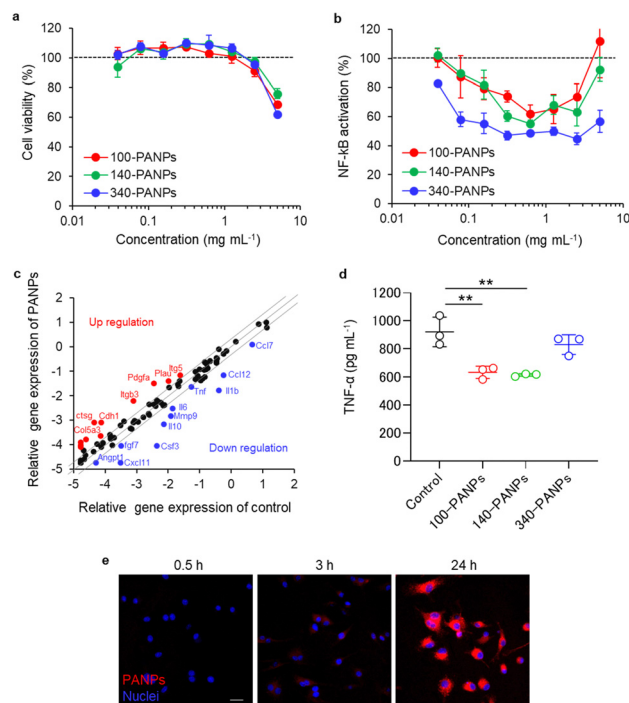 a
Cell viability (%)
120
100
80
60
40
20
0
100-PANPs
140-PANPs
340-PANPs
0.01
0.1
1
10
Concentration (mg mL-1)
b
NF-kB activation (%)
120
100
80
60
40
20
0
100-PANPs
140-PANPs
340-PANPs
0.01
0.1
1
10
Concentration (mg mL-1)
c
Relative gene expression of PANPs
2
1
0
-1
-2
-3
-4
-5
Up regulation
Itg5
Plau
Pdgfa
Itgb3
ctsg
Cdh1
Col5a3
Ccl7
Ccl12
Tnf
Il1b
Il6
Mmp9
Il10
fgf7
Csf3
Angpt1
Cxcl11
Down regulation
-5
-4
-3
-2
-1
0
1
2
Relative gene expression of control
d
TNF-α (pg mL-1)
1200
1000
800
600
400
200
0
**
**
Control
100-PANPs
140-PANPs
340-PANPs
e
0.5 h
3 h
24 h
PANPs
Nuclei